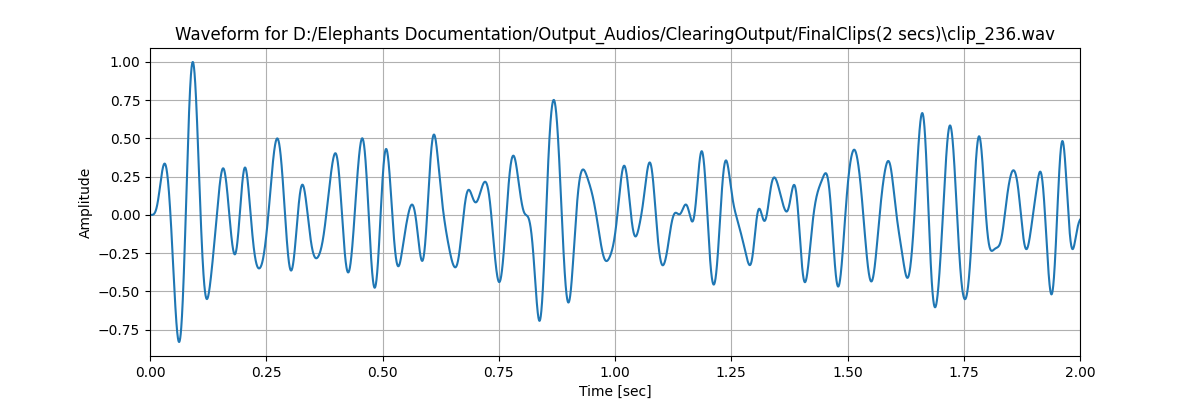 Waveform for D:/Elephants Documentation/Output_Audios/ClearingOutput/FinalClips(2 secs)\clip_236.wav
1.00
0.75
0.50
0.25
0.00
−0.25
−0.50
−0.75
Amplitude
0.00 0.25 0.50 0.75 1.00 1.25 1.50 1.75 2.00
Time [sec]